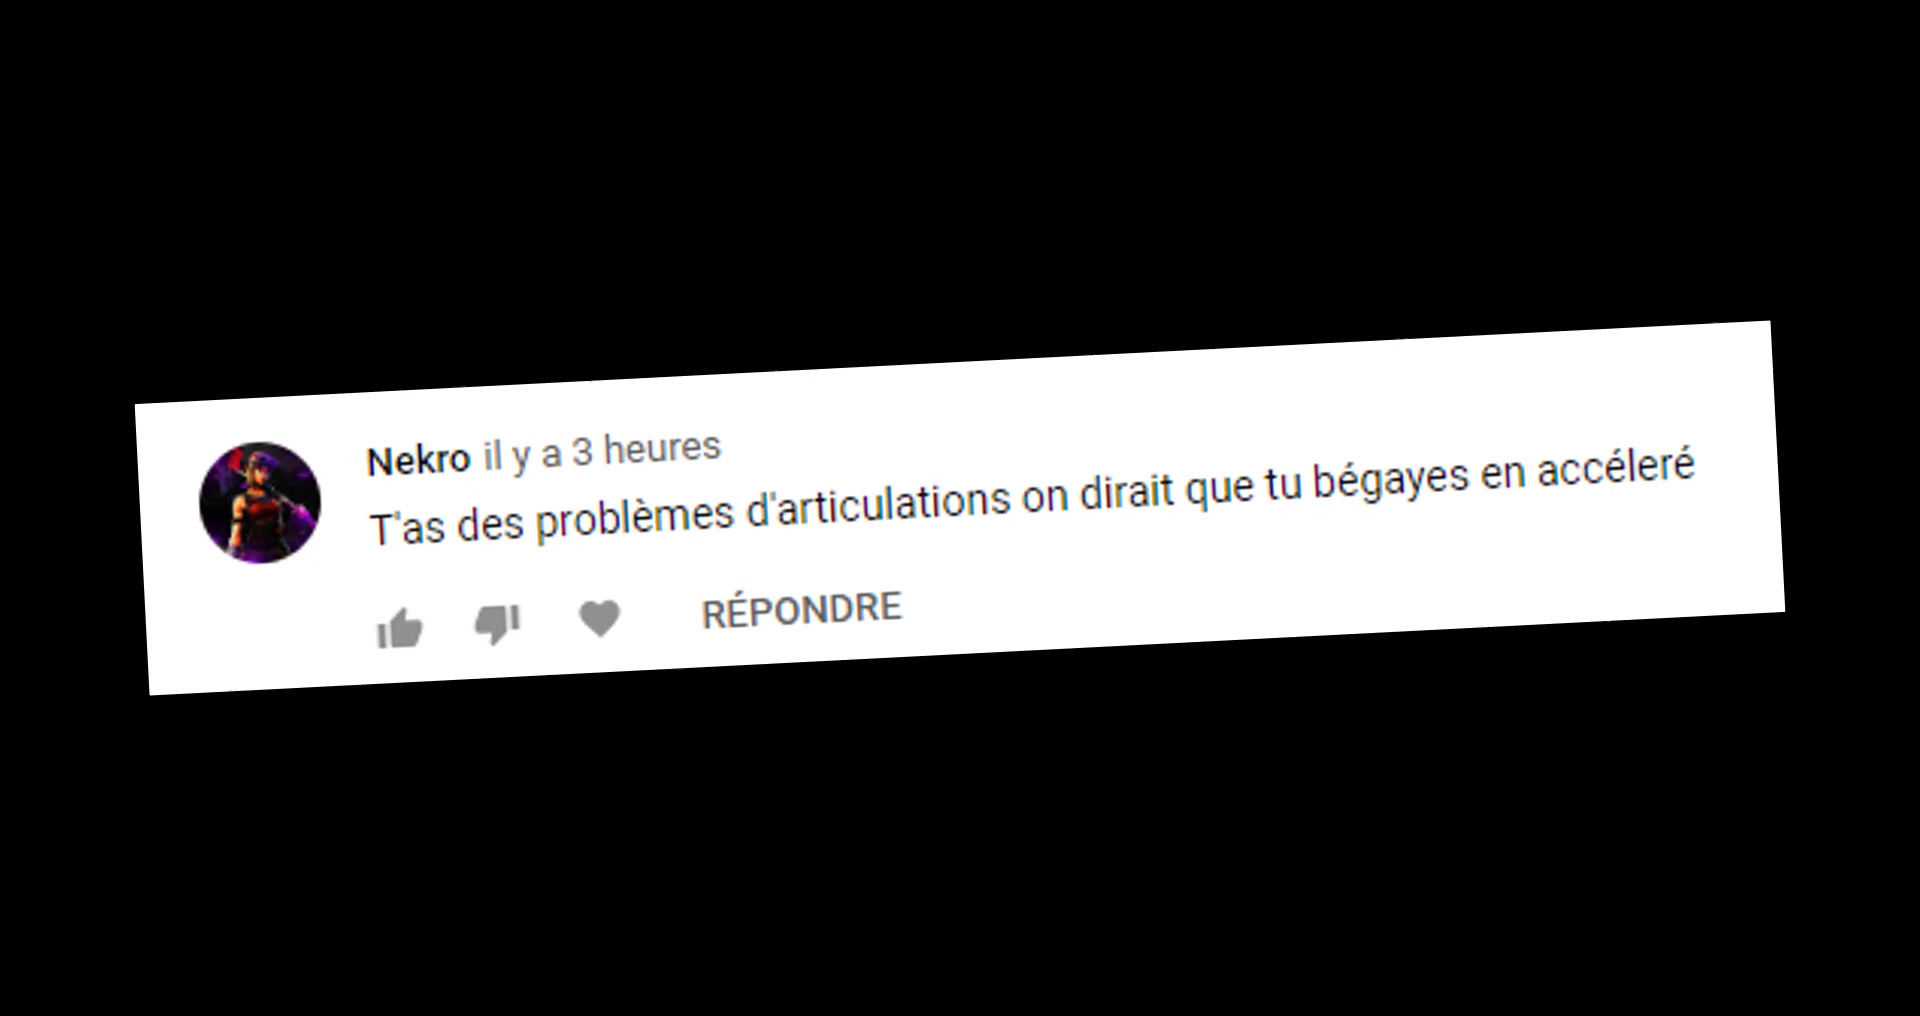 Nekro il y a 3 heures
T'as des problèmes d'articulations on dirait que tu bégayes en accéleré
RÉPONDRE